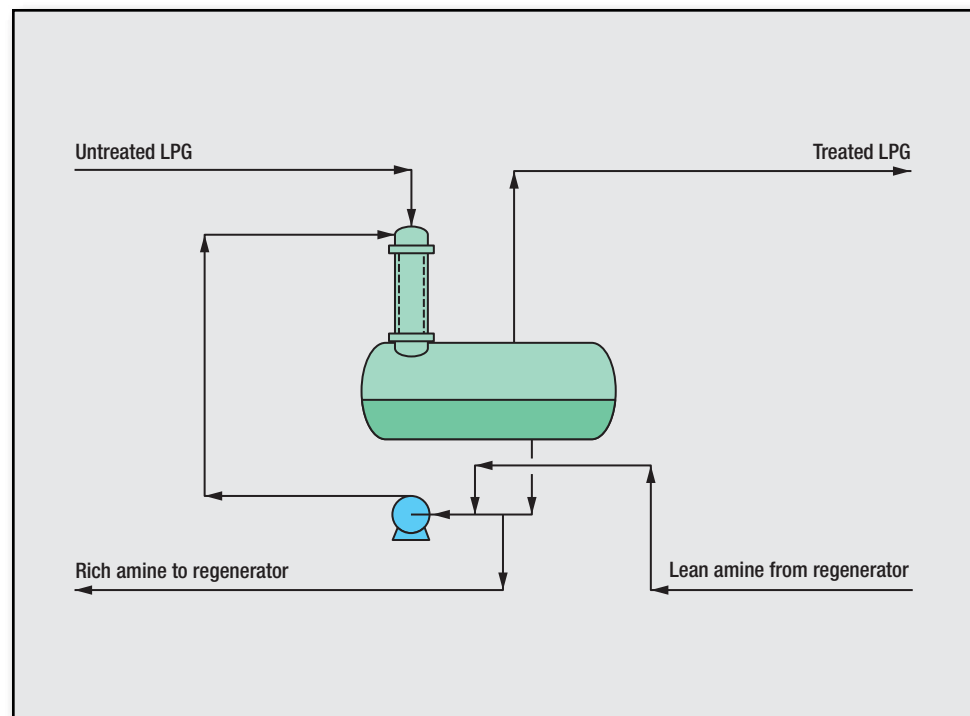 Untreated LPG
Treated LPG
Rich amine to regenerator
Lean amine from regenerator